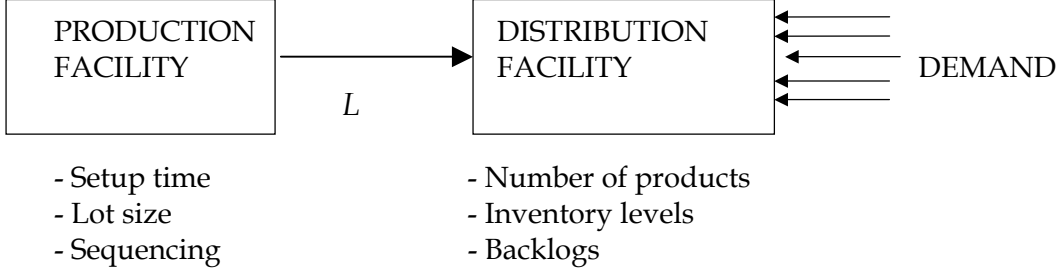 PRODUCTION
FACILITY
L
DISTRIBUTION
FACILITY
DEMAND
- Setup time
- Lot size
- Sequencing
- Number of products
- Inventory levels
- Backlogs